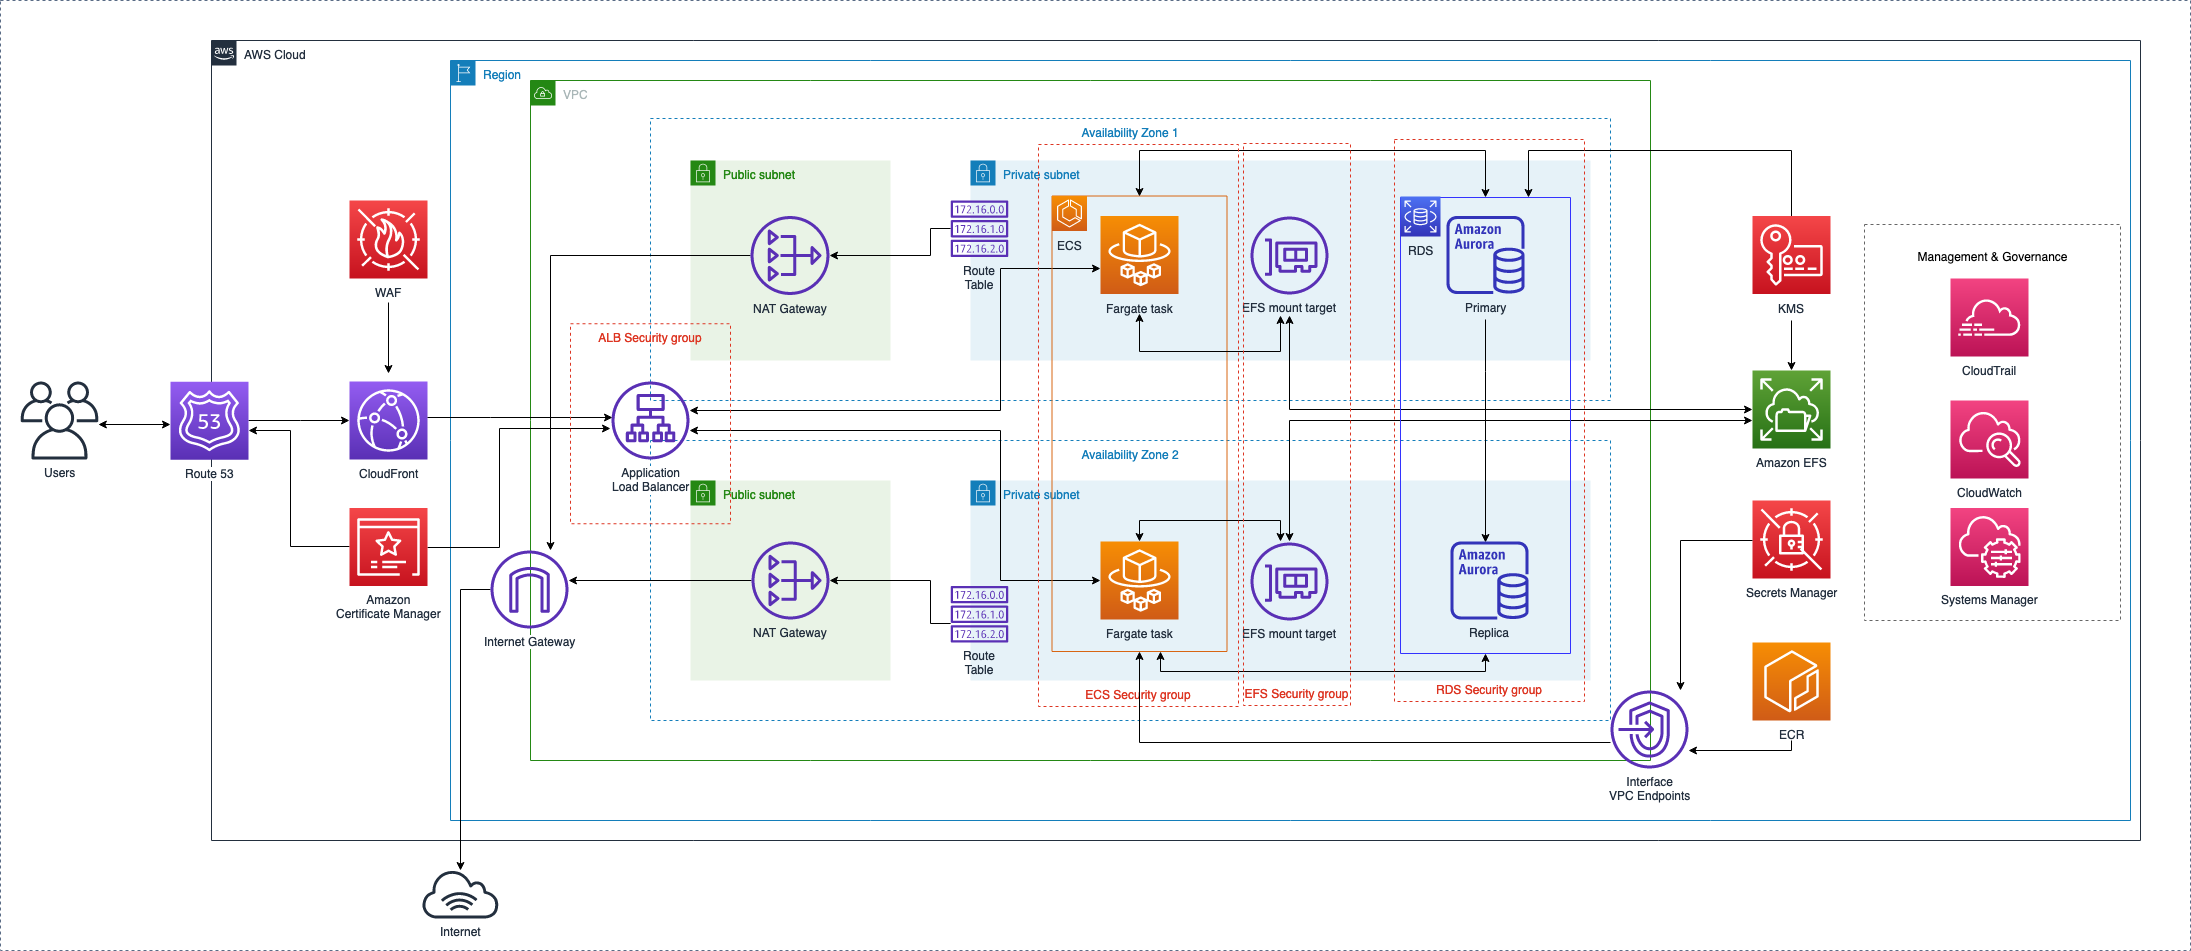 aws
AWS Cloud
Region
VPC
Availability Zone 1
Public subnet
Private subnet
172.16.0.0
172.16.1.0
172.16.2.0
Route
Table
NAT Gateway
ECS
Fargate task
EFS mount target
RDS
Amazon
Aurora
Primary
WAF
KMS
Management & Governance
CloudTrail
ALB Security group
Users
53
Route 53
CloudFront
Application
Load Balancer
Availability Zone 2
Amazon EFS
CloudWatch
Public subnet
Private subnet
Amazon
Certificate Manager
Internet Gateway
NAT Gateway
172.16.0.0
172.16.1.0
172.16.2.0
Route
Table
Fargate task
EFS mount target
Amazon
Aurora
Replica
Secrets Manager
Systems Manager
ECS Security group
EFS Security group
RDS Security group
ECR
Interface
VPC Endpoints
Internet